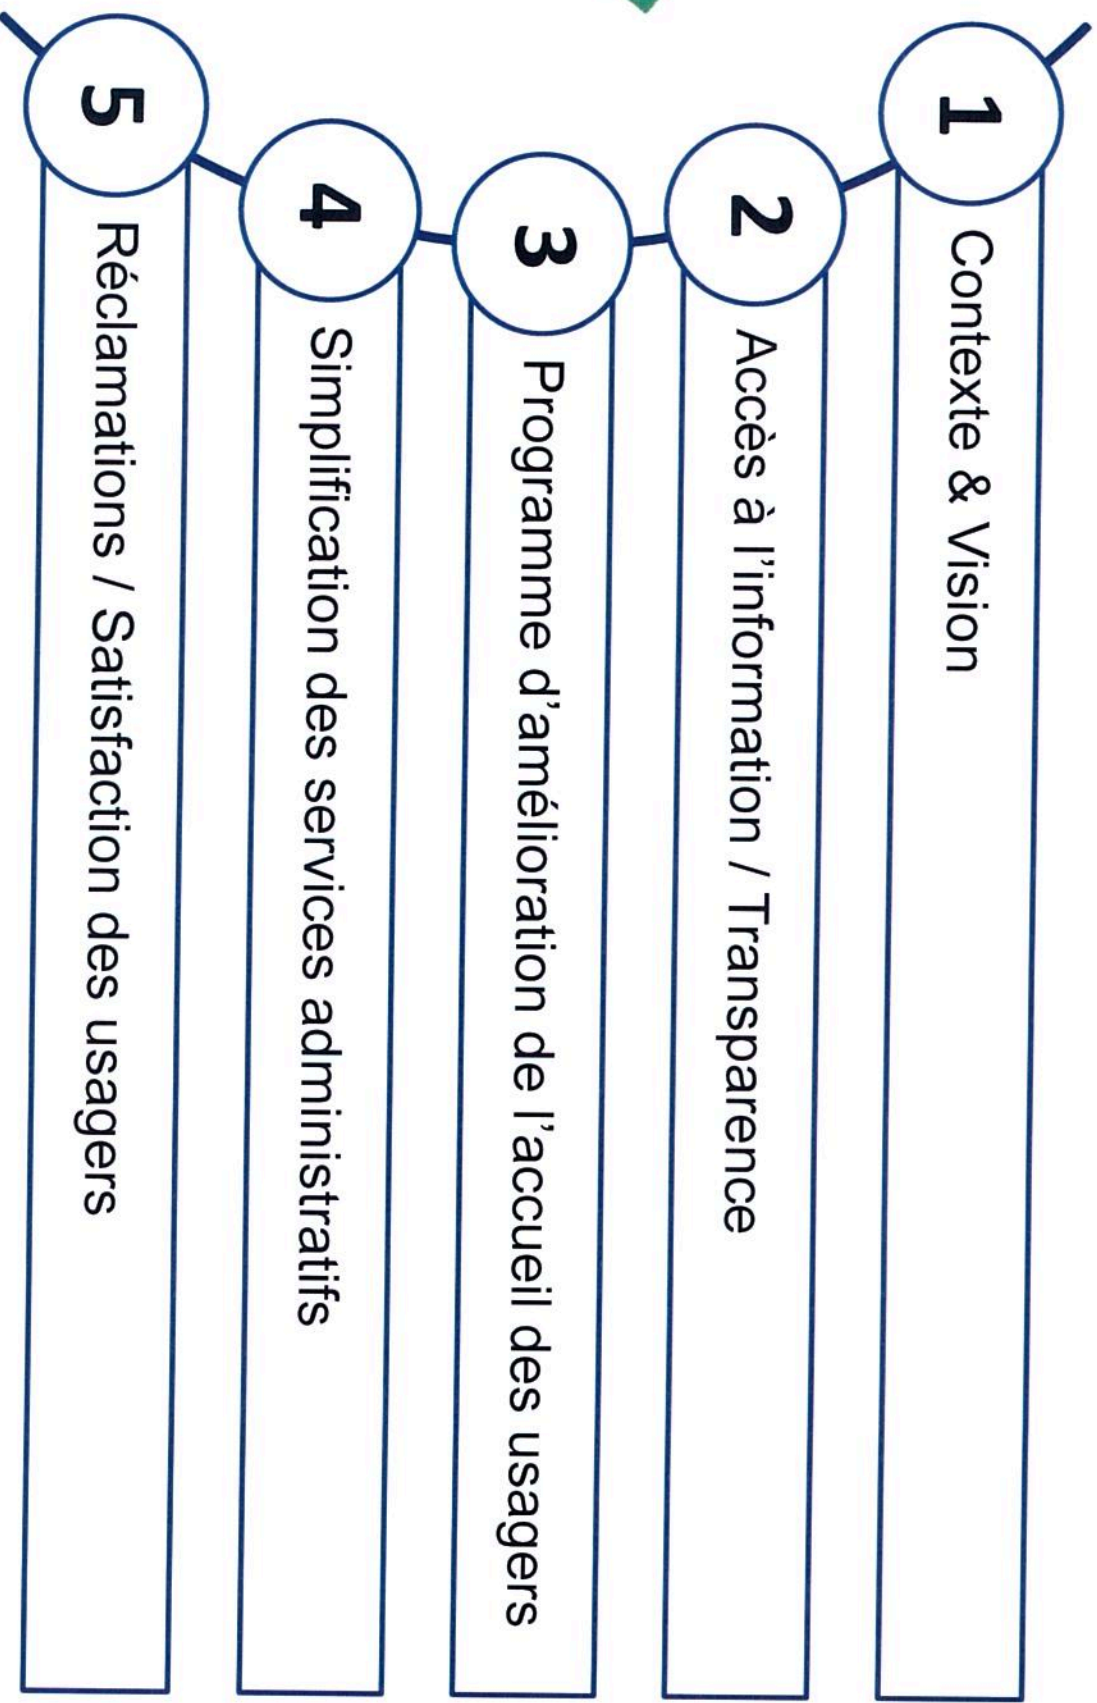 1 Contexte & Vision
2 Accès à l'information / Transparence
3 Programme d'amélioration de l'accueil des usagers
4 Simplification des services administratifs
5 Réclamations / Satisfaction des usagers